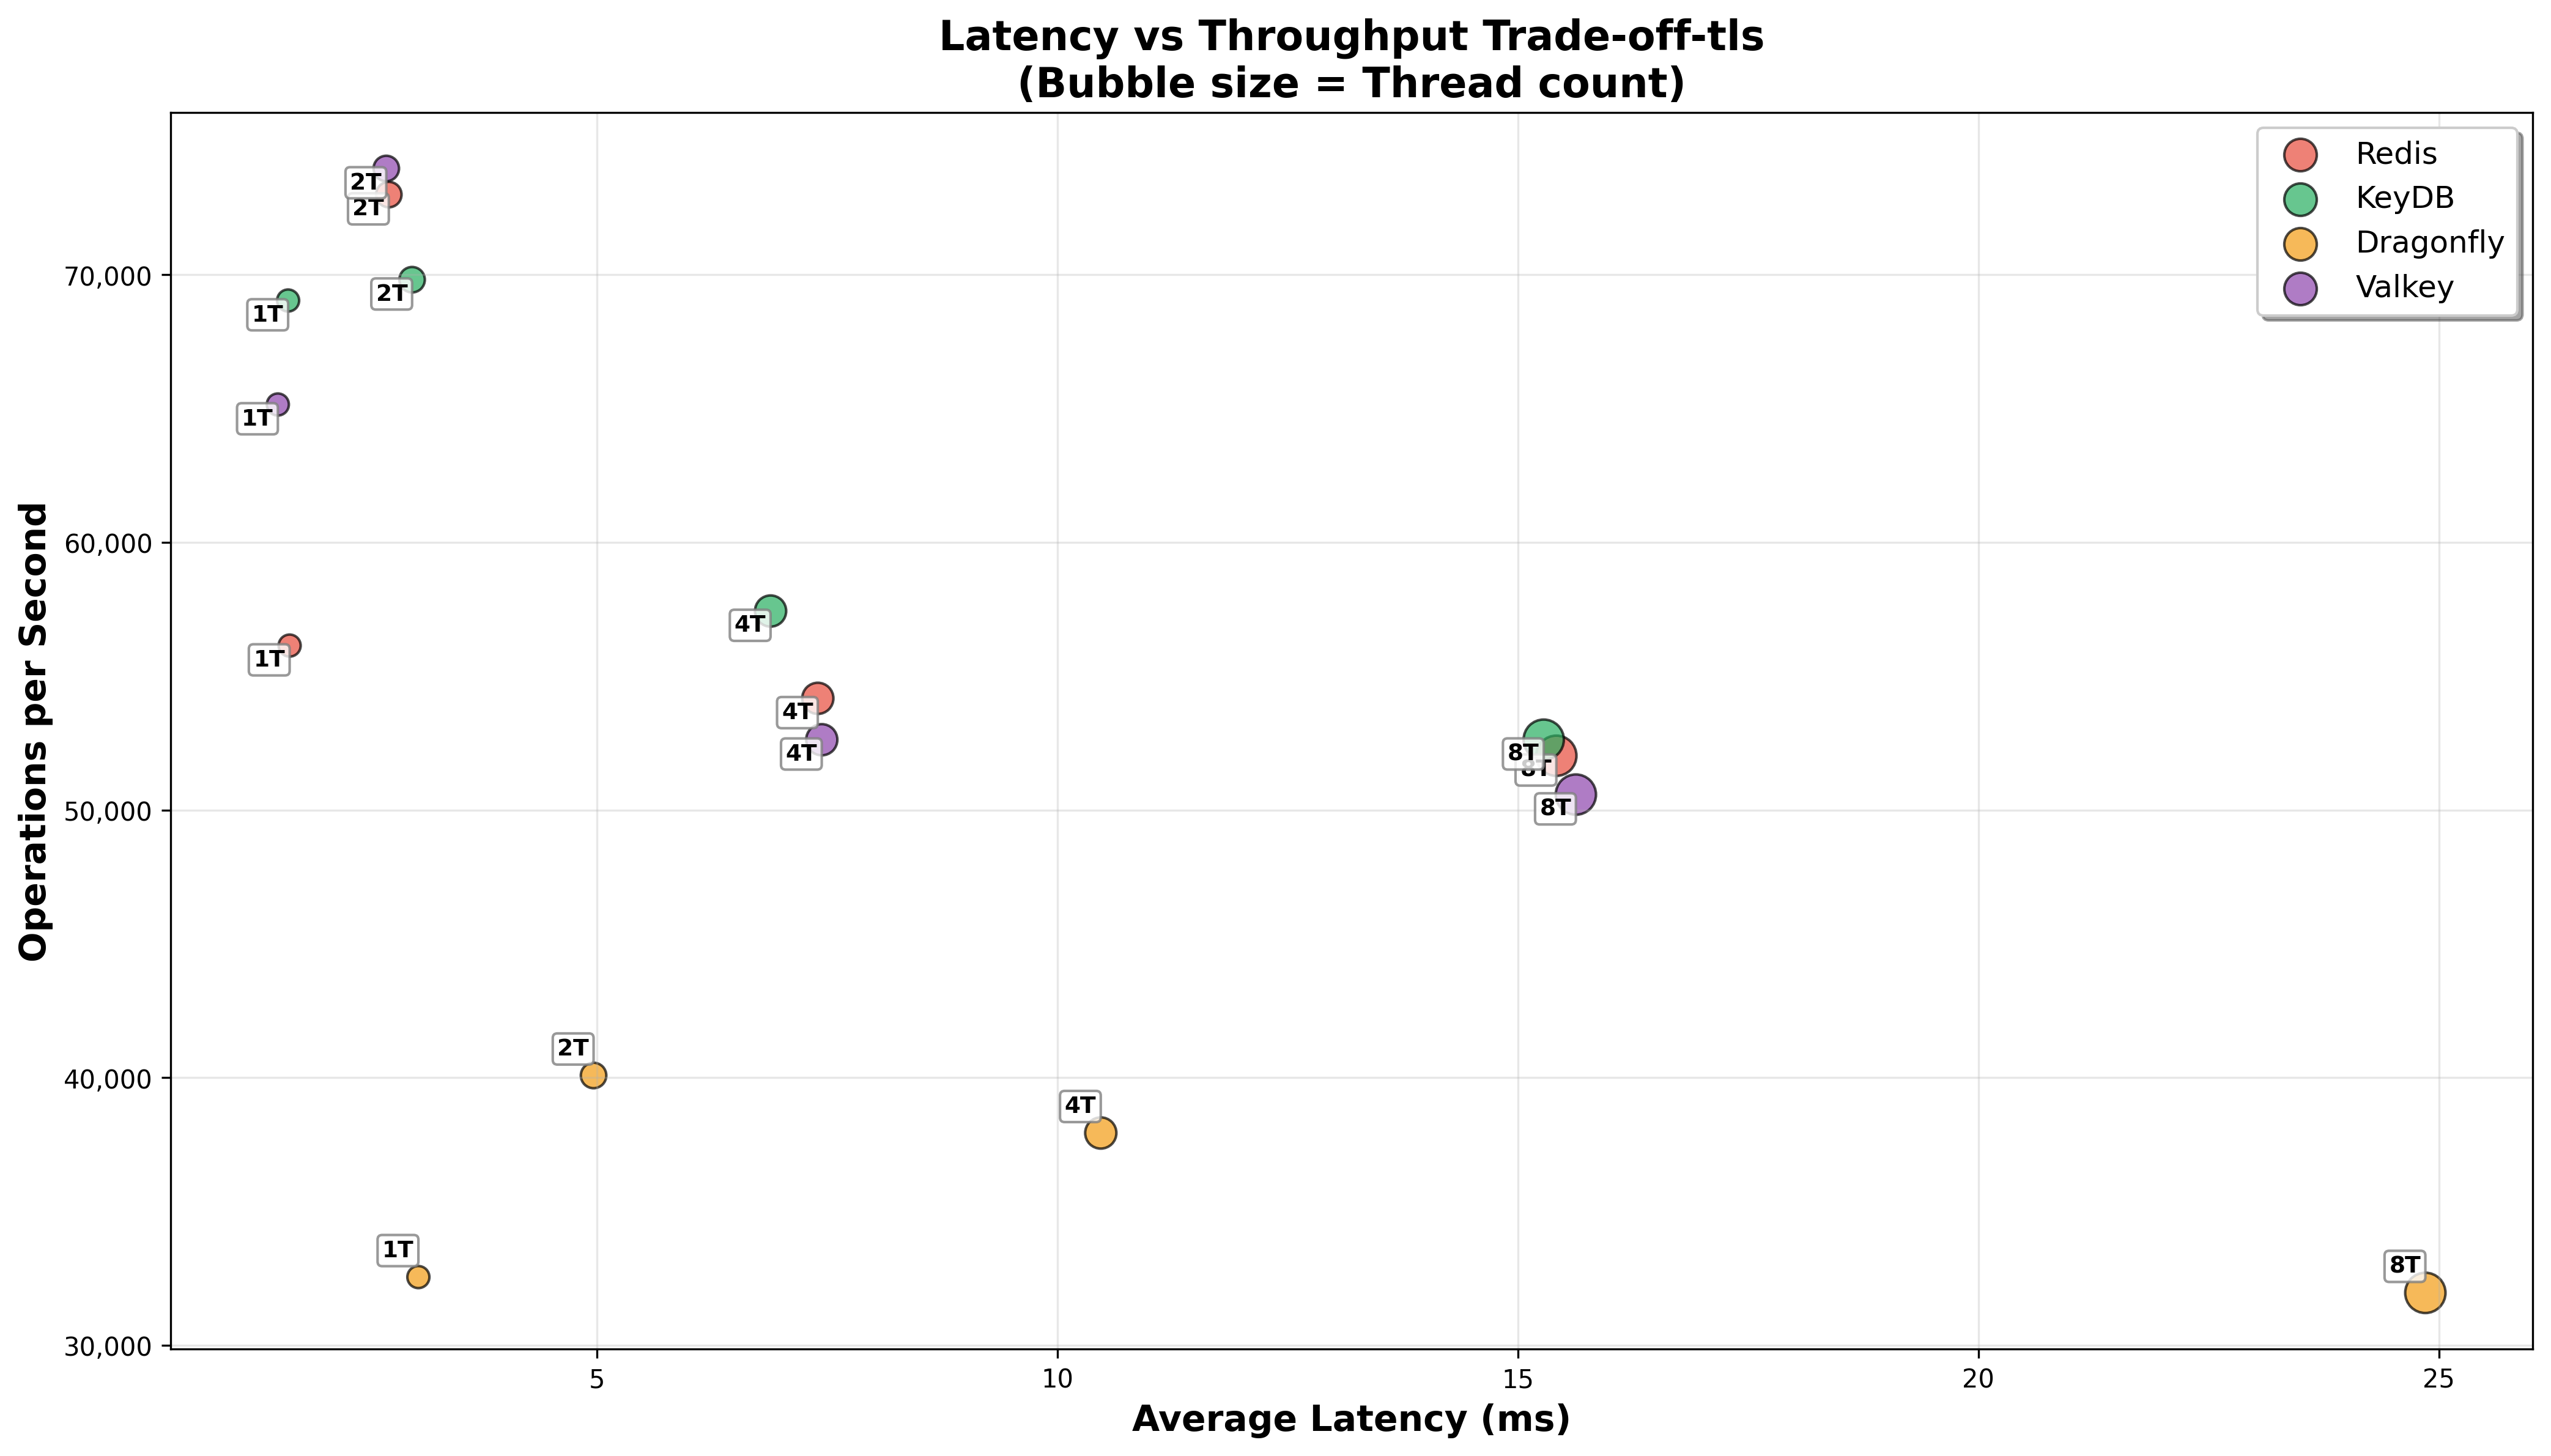 Latency vs Throughput Trade-off-tls
(Bubble size = Thread count)
Redis
KeyDB
Dragonfly
Valkey
Operations per Second
70,000
60,000
50,000
40,000
30,000
2T
2T
2T
1T
1T
1T
4T
4T
4T
8T
8T
8T
2T
4T
1T
8T
5
10
15
20
25
Average Latency (ms)